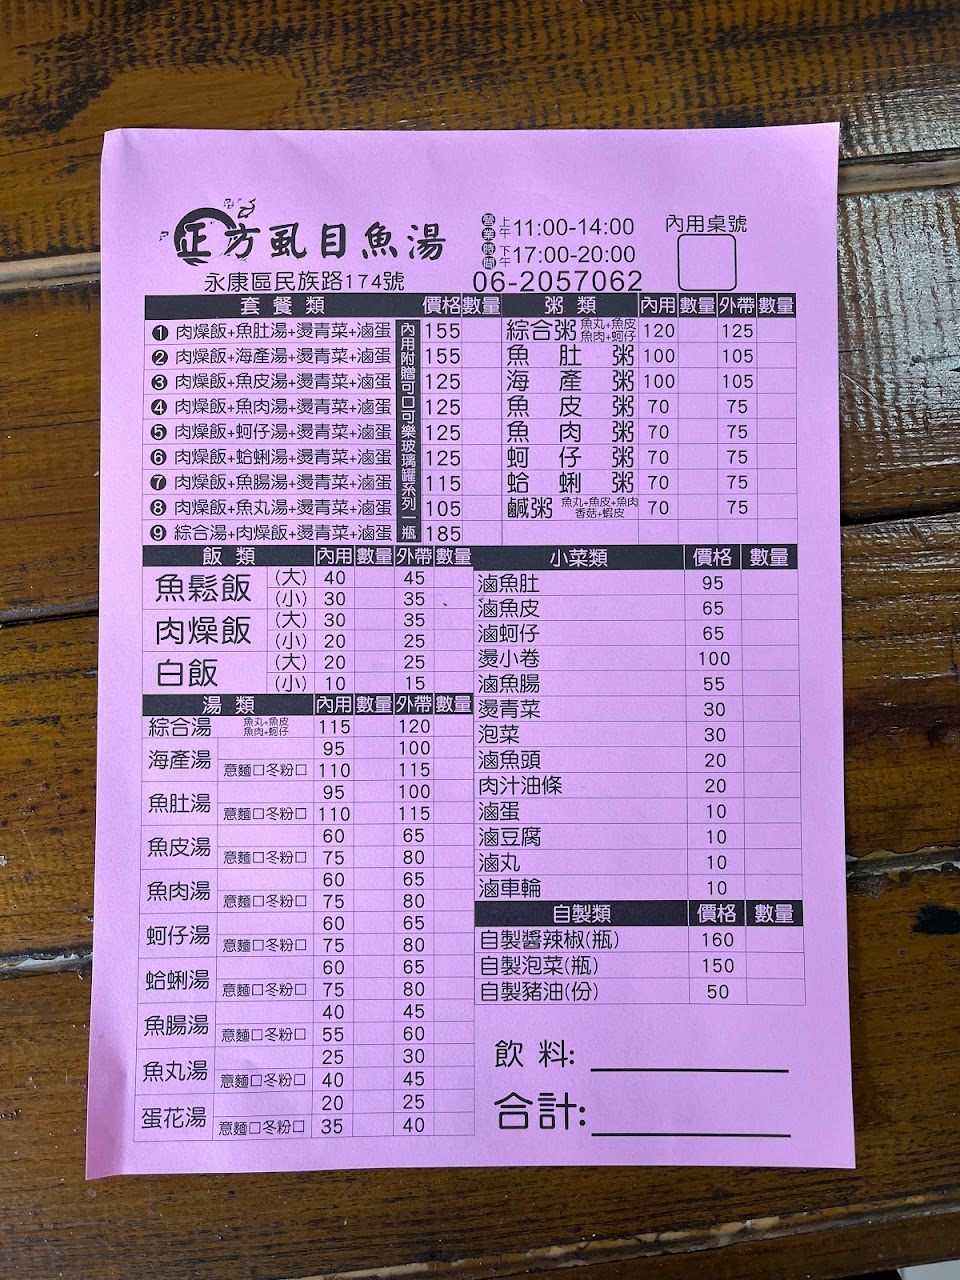 正方虱目魚湯
永康區民族路174號
營業時間 上午11:00-14:00
下午17:00-20:00
06-2057062
內用桌號
套餐類 價格 數量
內用附贈可口可樂玻璃罐系列一瓶
1 肉燥飯+魚肚湯+燙青菜+滷蛋 155
2 肉燥飯+海產湯+燙青菜+滷蛋 155
3 肉燥飯+魚皮湯+燙青菜+滷蛋 125
4 肉燥飯+魚肉湯+燙青菜+滷蛋 125
5 肉燥飯+蚵仔湯+燙青菜+滷蛋 125
6 肉燥飯+蛤蜊湯+燙青菜+滷蛋 125
7 肉燥飯+魚腸湯+燙青菜+滷蛋 115
8 肉燥飯+魚丸湯+燙青菜+滷蛋 105
9 綜合湯+肉燥飯+燙青菜+滷蛋 185
粥類 內用 數量 外帶 數量
綜合粥 魚丸+魚皮 魚肉+蚵仔 120 125
魚肚粥 100 105
海產粥 100 105
魚皮粥 70 75
魚肉粥 70 75
蚵仔粥 70 75
蛤蜊粥 70 75
鹹粥 魚丸+魚皮+魚肉 香菇+蝦皮 70 75
飯類 內用 數量 外帶 數量
魚鬆飯 (大) 40 45
(小) 30 35
肉燥飯 (大) 30 35
(小) 20 25
白飯 (大) 20 25
(小) 10 15
湯類 內用 數量 外帶 數量
綜合湯 魚丸+魚皮 魚肉+蚵仔 115 120
海產湯 95 100
意麵□冬粉□ 110 115
魚肚湯 95 100
意麵□冬粉□ 110 115
魚皮湯 60 65
意麵□冬粉□ 75 80
魚肉湯 60 65
意麵□冬粉□ 75 80
蚵仔湯 60 65
意麵□冬粉□ 75 80
蛤蜊湯 60 65
意麵□冬粉□ 75 80
魚腸湯 40 45
意麵□冬粉□ 55 60
魚丸湯 25 30
意麵□冬粉□ 40 45
蛋花湯 20 25
意麵□冬粉□ 35 40
小菜類 價格 數量
滷魚肚 95
滷魚皮 65
滷蚵仔 65
燙小卷 100
滷魚腸 55
燙青菜 30
泡菜 30
滷魚頭 20
肉汁油條 20
滷蛋 10
滷豆腐 10
滷丸 10
滷車輪 10
自製類 價格 數量
自製醬辣椒(瓶) 160
自製泡菜(瓶) 150
自製豬油(份) 50
飲料:
合計: